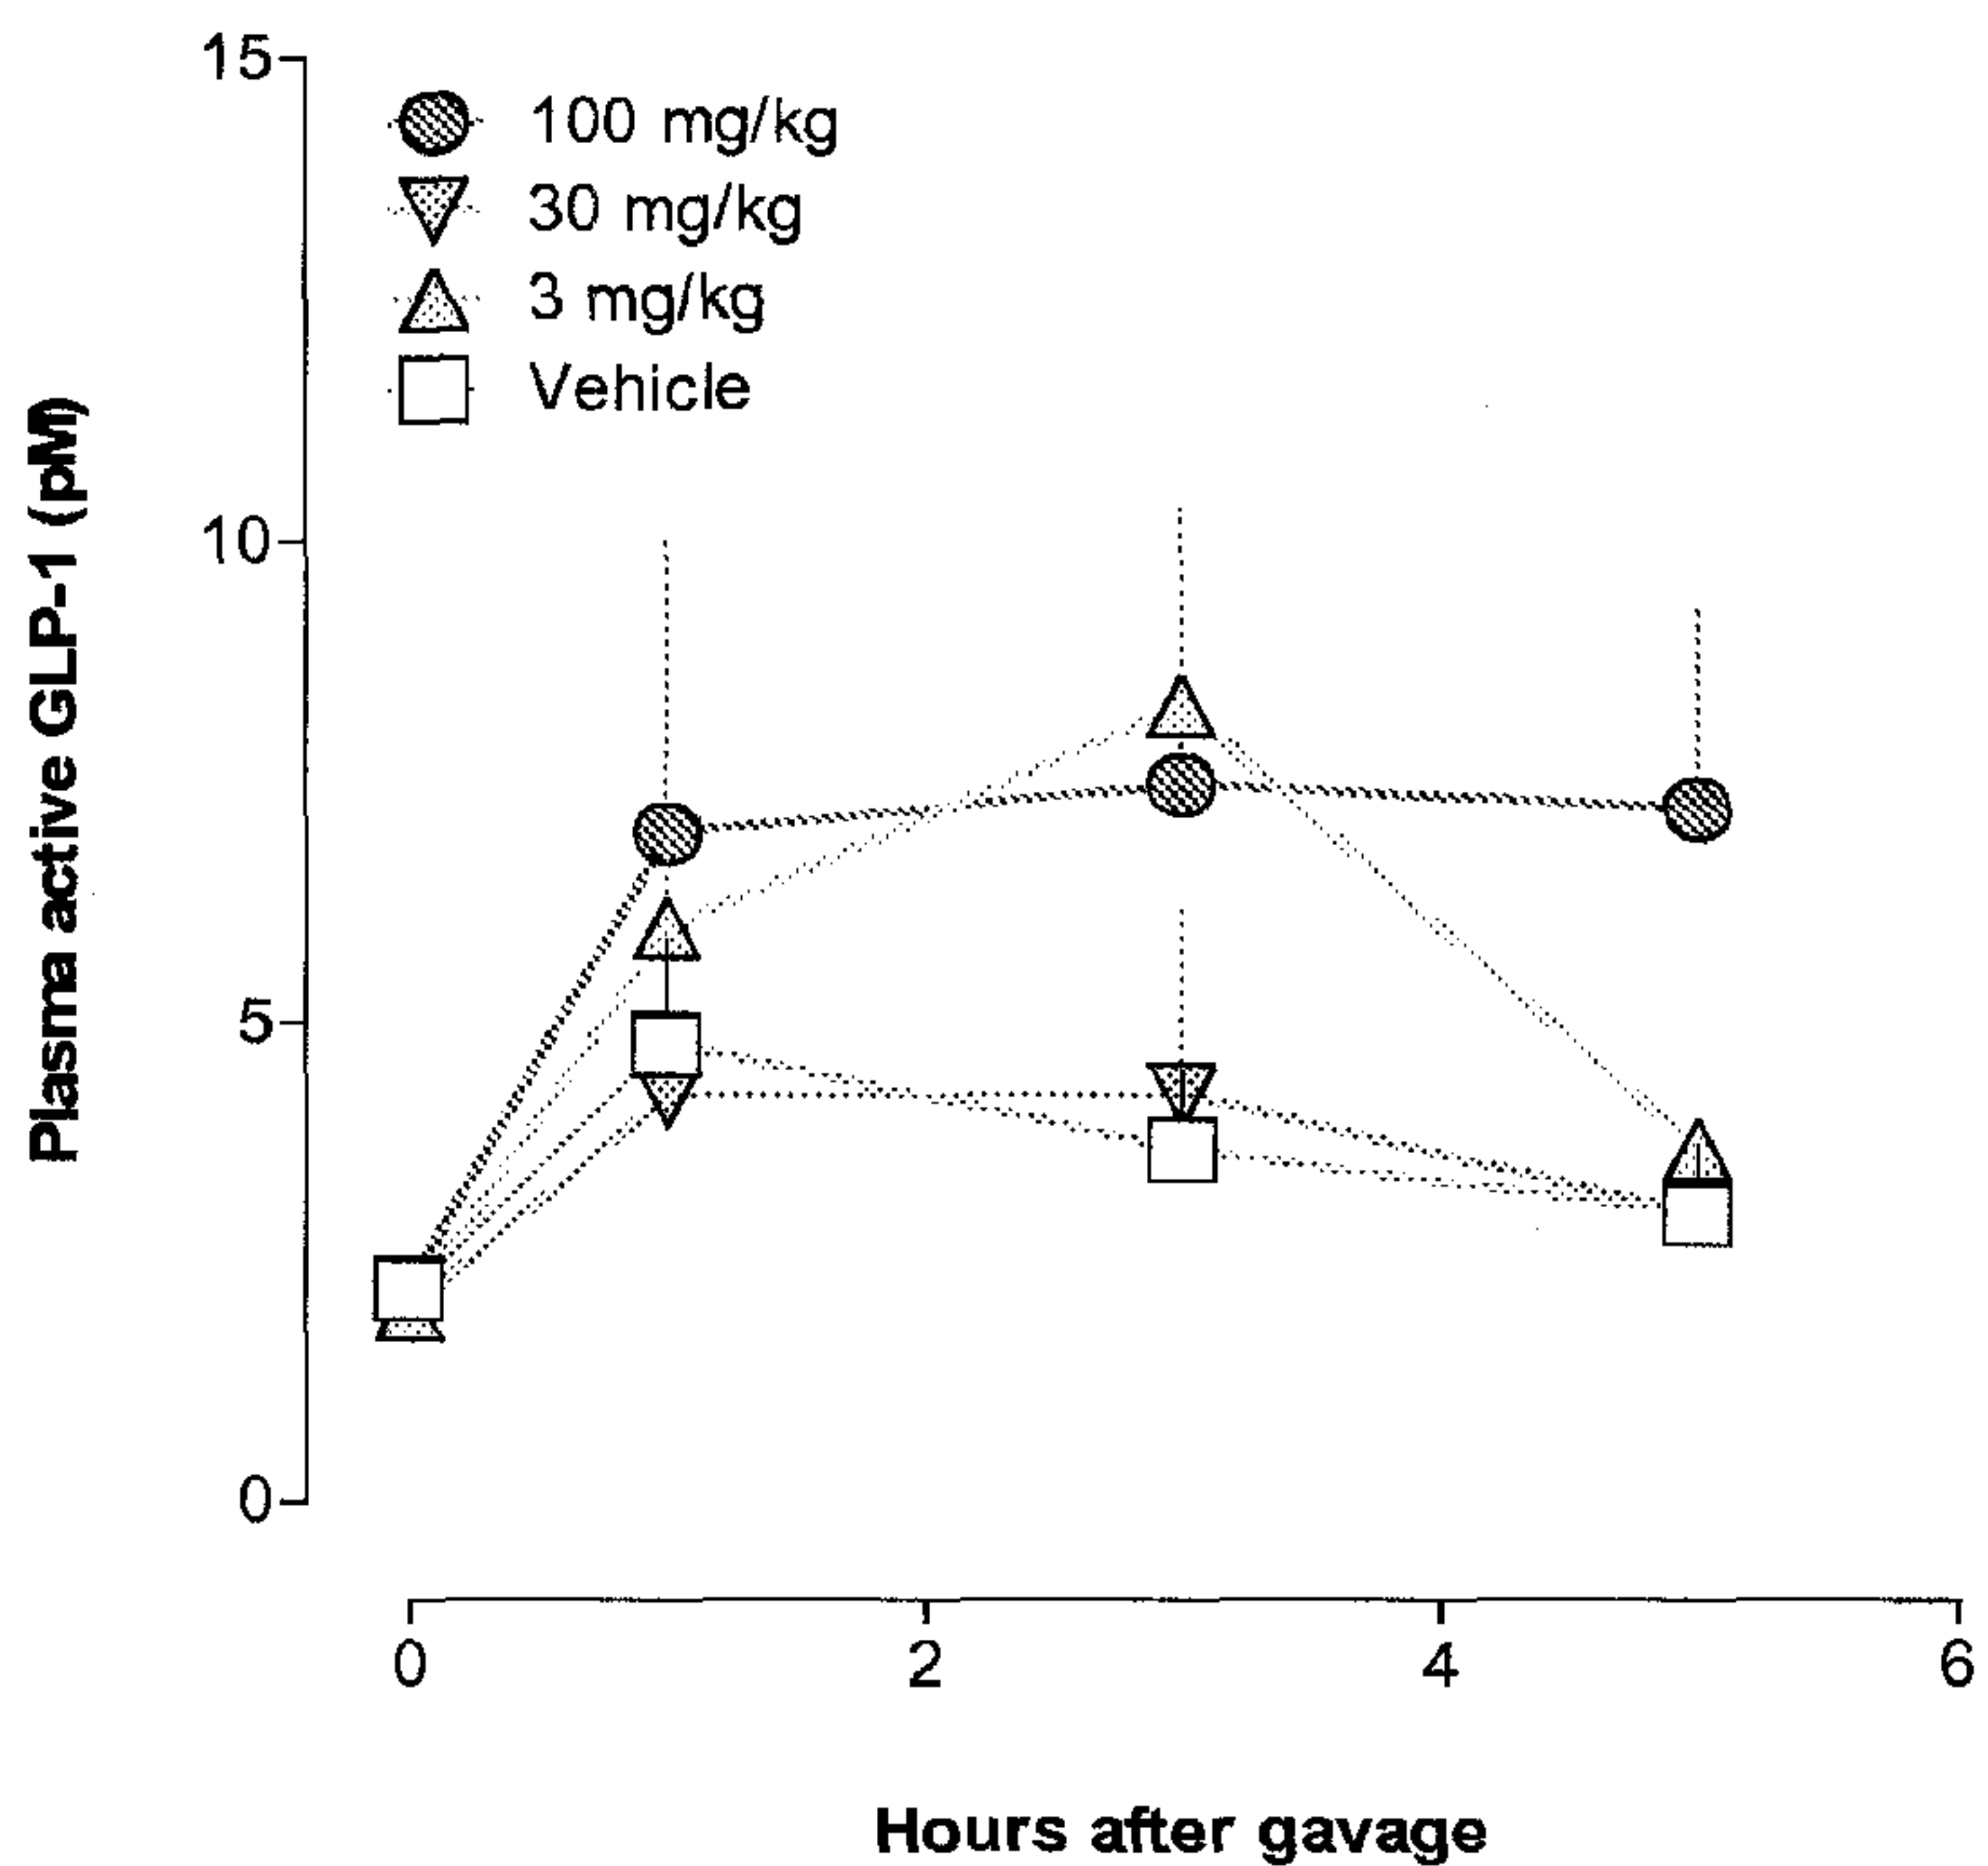 15
100 mg/kg
30 mg/kg
3 mg/kg
Vehicle
10
5
0
Plasma active GLP-1 (pM)
0 2 4 6
Hours after gavage